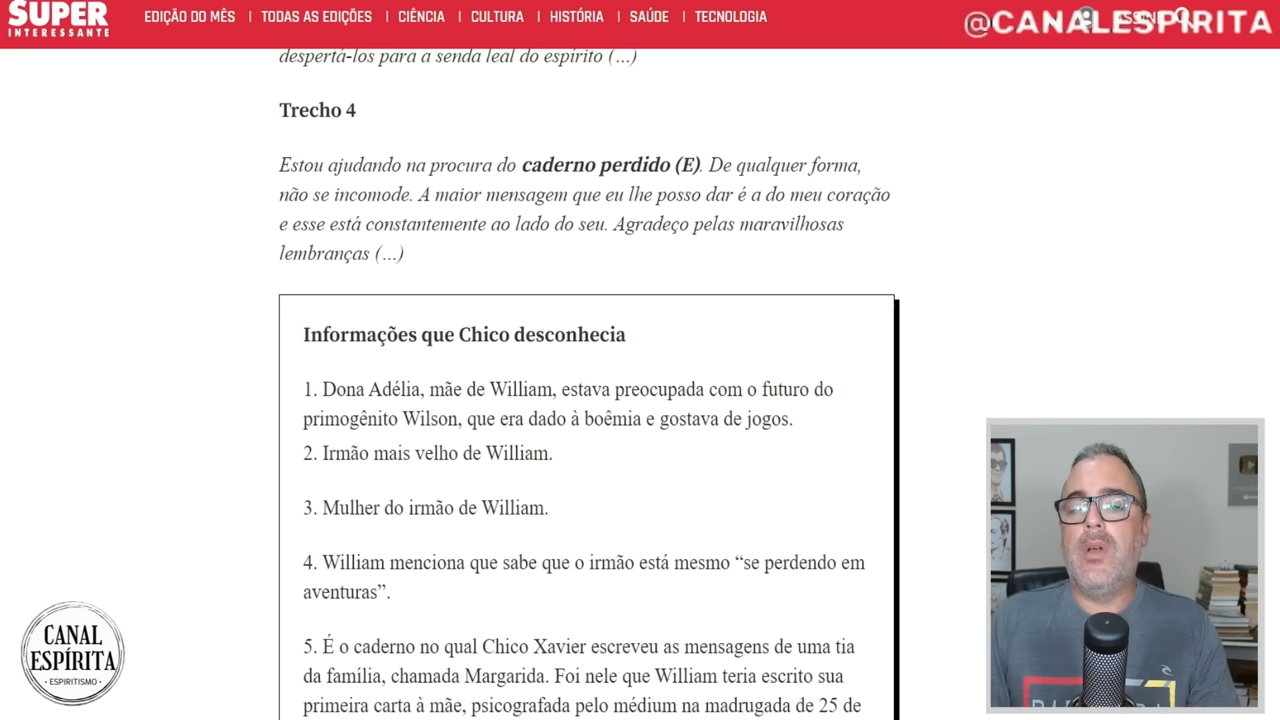 SUPER
INTERESSANTE
EDIÇÃO DO MÊS | TODAS AS EDIÇÕES | CIÊNCIA | CULTURA | HISTÓRIA | SAÚDE | TECNOLOGIA
@CANALESPÍRITA
despertá-los para a senda leal do espírito (…)
Trecho 4
Estou ajudando na procura do caderno perdido (E). De qualquer forma,
não se incomode. A maior mensagem que eu lhe posso dar é a do meu coração
e esse está constantemente ao lado do seu. Agradeço pelas maravilhosas
lembranças (…)
Informações que Chico desconhecia
1. Dona Adélia, mãe de William, estava preocupada com o futuro do
primogênito Wilson, que era dado à boêmia e gostava de jogos.
2. Irmão mais velho de William.
3. Mulher do irmão de William.
4. William menciona que sabe que o irmão está mesmo “se perdendo em
aventuras”.
5. É o caderno no qual Chico Xavier escreveu as mensagens de uma tia
da família, chamada Margarida. Foi nele que William teria escrito sua
primeira carta à mãe, psicografada pelo médium na madrugada de 25 de
CANAL
ESPÍRITA
• ESPIRITISMO •